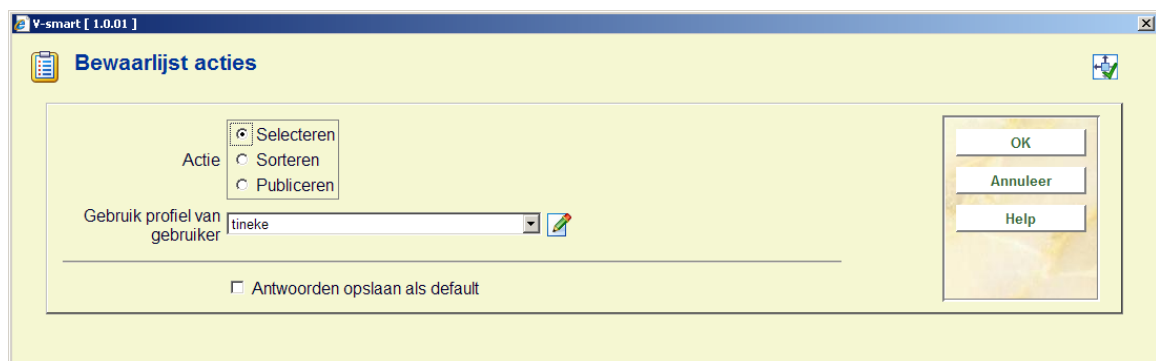 V-smart [ 1.0.01 ]
Bewaarlijst acties
Actie
Selecteren
Sorteren
Publiceren
Gebruik profiel van
gebruiker
tineke
Antwoorden opslaan als default
OK
Annuleer
Help